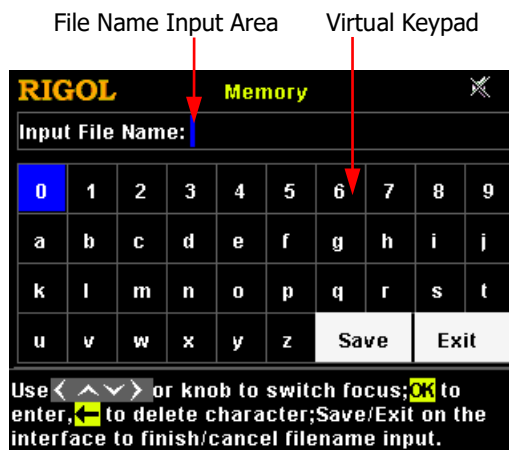 File Name Input Area Virtual Keypad
RIGOL Memory
Input File Name:
0 1 2 3 4 5 6 7 8 9
a b c d e f g h i j
k l m n o p q r s t
u v w x y z Save Exit
Use < ∧ ∨ > or knob to switch focus;OK to
enter,← to delete character;Save/Exit on the
interface to finish/cancel filename input.